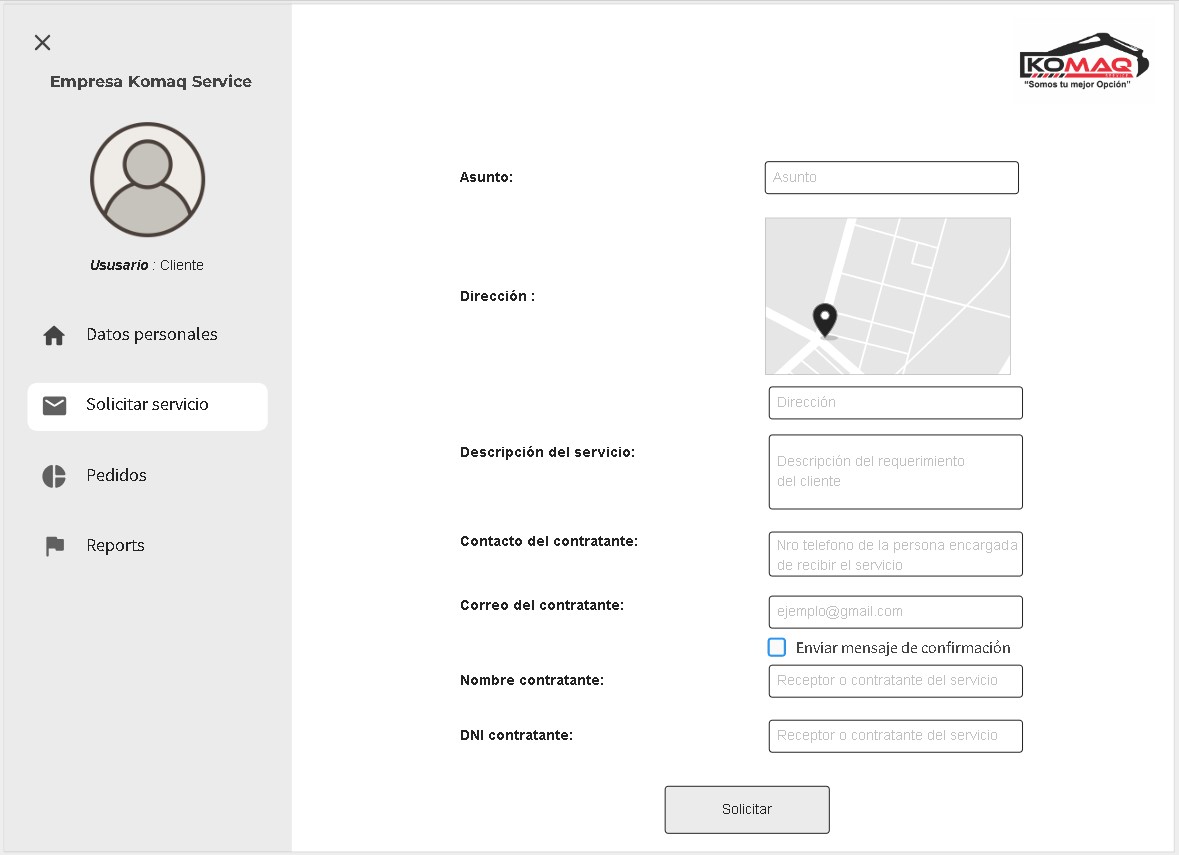 Empresa Komaq Service
Ususario : Cliente
Datos personales
Solicitar servicio
Pedidos
Reports
KOMAQ
SERVICE
"Somos tu mejor Opción"
Asunto:
Asunto
Dirección :
Dirección
Descripción del servicio:
Descripción del requerimiento
del cliente
Contacto del contratante:
Nro telefono de la persona encargada
de recibir el servicio
Correo del contratante:
ejemplo@gmail.com
Enviar mensaje de confirmación
Nombre contratante:
Receptor o contratante del servicio
DNI contratante:
Receptor o contratante del servicio
Solicitar